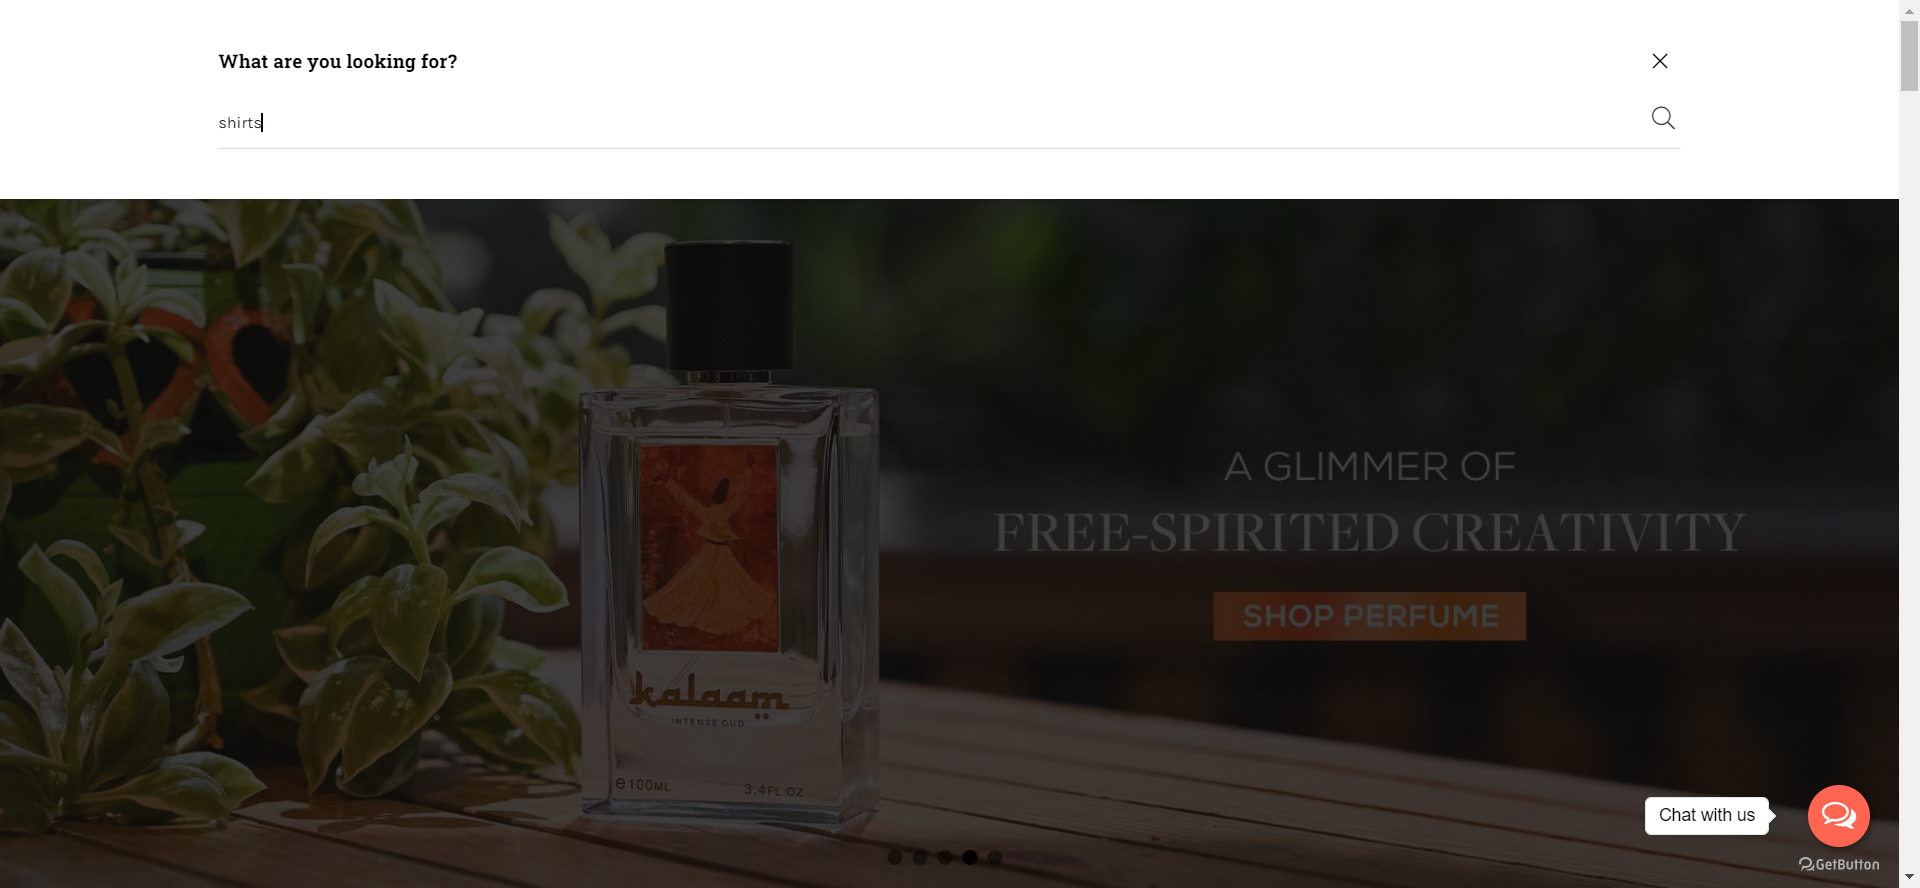 What are you looking for?
shirts
A GLIMMER OF
FREE-SPIRITED CREATIVITY
SHOP PERFUME
kalaam
INTENSE OUD
e100ML
3.4FL.OZ
Chat with us
GetButton